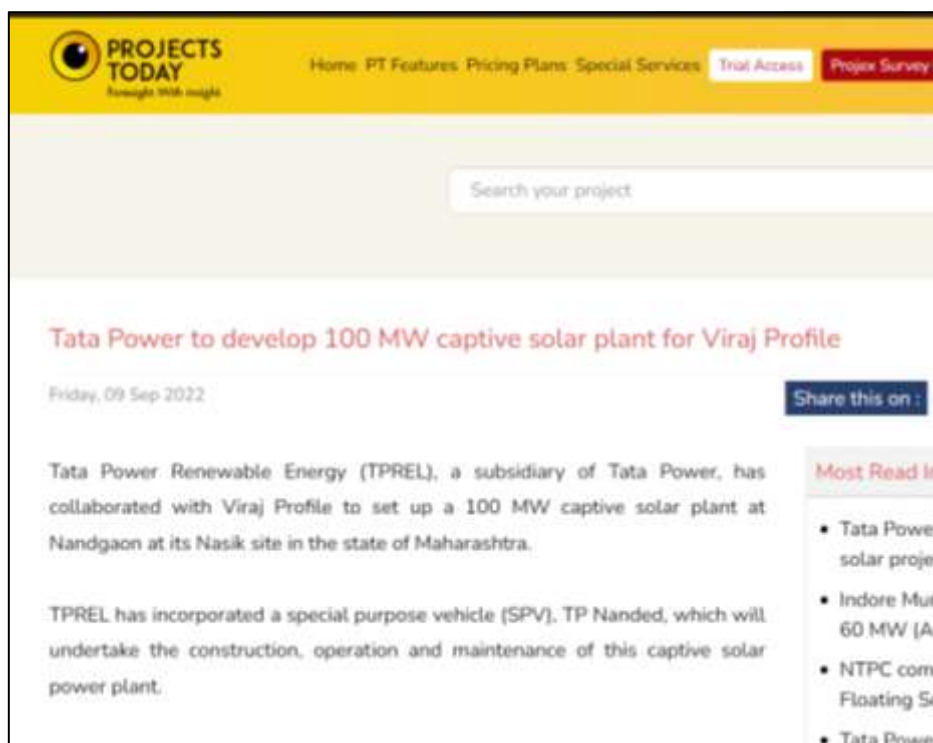 PROJECTS
TODAY
Foresight With Insight
Home PT Features Pricing Plans Special Services Trial Access Projex Survey
Search your project
Tata Power to develop 100 MW captive solar plant for Viraj Profile
Friday, 09 Sep 2022
Share this on :
Tata Power Renewable Energy (TPREL), a subsidiary of Tata Power, has
collaborated with Viraj Profile to set up a 100 MW captive solar plant at
Nandgaon at its Nasik site in the state of Maharashtra.
TPREL has incorporated a special purpose vehicle (SPV), TP Nanded, which will
undertake the construction, operation and maintenance of this captive solar
power plant.
Most Read
• Tata Powe
solar proje
• Indore Mu
60 MW (A
• NTPC com
Floating S
• Tata Powe